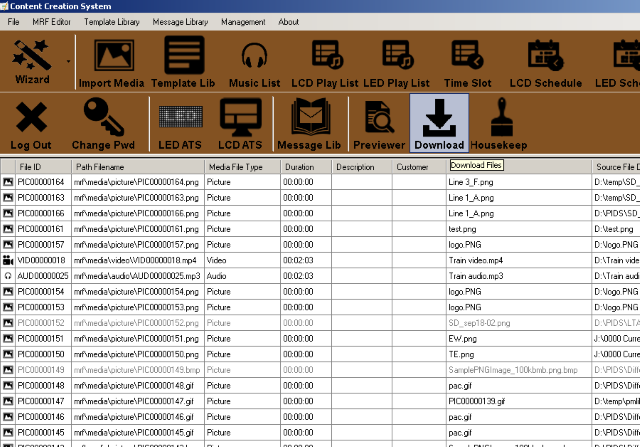 Content Creation System
File MRF Editor Template Library Message Library Management About
Wizard Import Media Template Lib Music List LCD Play List LED Play List Time Slot LCD Schedule LED Sch
Log Out Change Pwd LED ATS LCD ATS Message Lib Previewer Download Housekeep
File ID Path Filename Media File Type Duration Description Customer Download Files Source File D
PIC00000164 mrf\media\picture\PIC00000164.png Picture 00:00:00 Line 3_F.png D:\temp\SD_
PIC00000163 mrf\media\picture\PIC00000163.png Picture 00:00:00 Line 1_A.png D:\temp\SD_
PIC00000166 mrf\media\picture\PIC00000166.png Picture 00:00:00 Line 1_A.png D:\PIDS\SD_
PIC00000161 mrf\media\picture\PIC00000161.png Picture 00:00:00 test.png D:\test.png
PIC00000157 mrf\media\picture\PIC00000157.png Picture 00:00:00 logo.PNG D:\logo.PNG
VID00000018 mrf\media\video\VID00000018.mp4 Video 00:02:03 Train video.mp4 D:\Train vide
AUD00000025 mrf\media\audio\AUD00000025.mp3 Audio 00:02:03 Train audio.mp3 D:\Train audi
PIC00000154 mrf\media\picture\PIC00000154.png Picture 00:00:00 logo.PNG D:\logo.PNG
PIC00000153 mrf\media\picture\PIC00000153.png Picture 00:00:00 logo.PNG D:\logo.PNG
PIC00000152 mrf\media\picture\PIC00000152.png Picture 00:00:00 SD_sep18-02.png D:\PIDS\LTA
PIC00000151 mrf\media\picture\PIC00000151.png Picture 00:00:00 EW.png J:\0000 Curre
PIC00000150 mrf\media\picture\PIC00000150.png Picture 00:00:00 TE.png J:\0000 Curre
PIC00000149 mrf\media\picture\PIC00000149.bmp Picture 00:00:00 SamplePNGImage_100kbmb.png.bmp D:\PIDS\Diffe
PIC00000148 mrf\media\picture\PIC00000148.gif Picture 00:00:00 pac.gif D:\PIDS\Diffe
PIC00000147 mrf\media\picture\PIC00000147.gif Picture 00:00:00 PIC00000139.gif D:\temp\pmlib
PIC00000146 mrf\media\picture\PIC00000146.gif Picture 00:00:00 pac.gif D:\PIDS\Diffe
PIC00000145 mrf\media\picture\PIC00000145.gif Picture 00:00:00 pac.gif D:\PIDS\Diffe